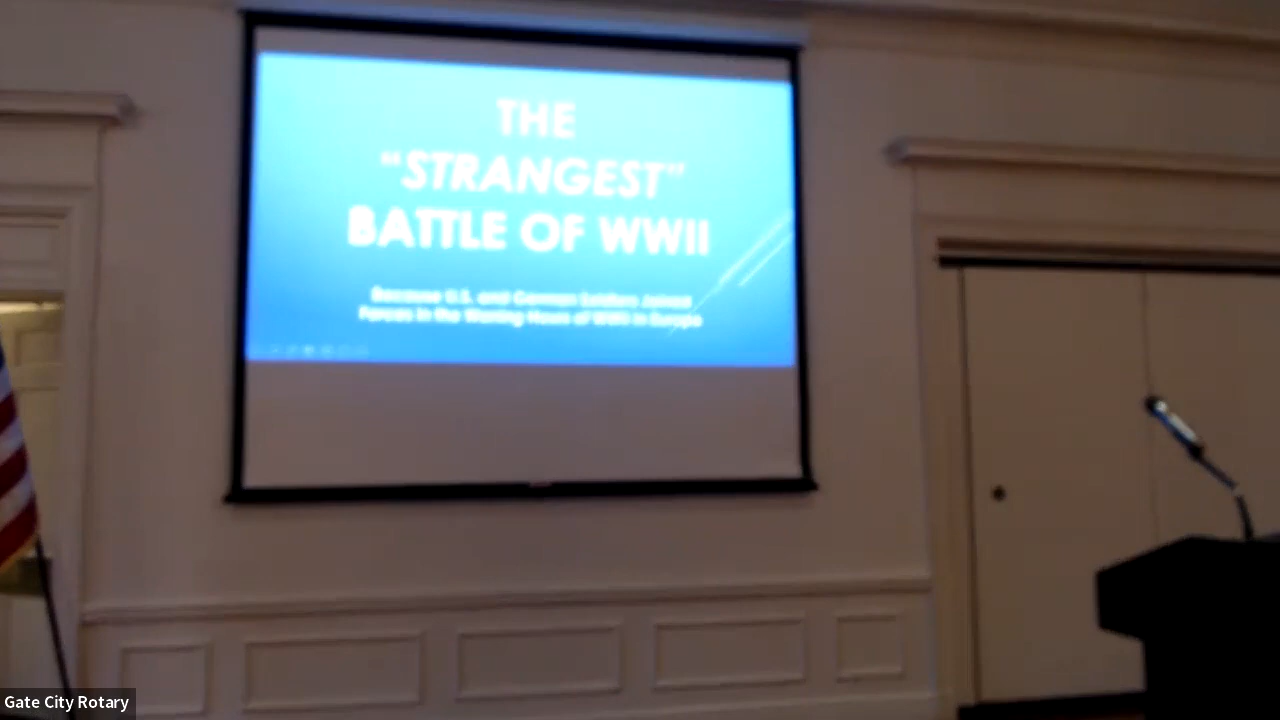 THE
"STRANGEST"
BATTLE OF WWII
Because U.S. and German Soldiers Joined
Forces in the Waning Hours of WWII in Europe
Gate City Rotary